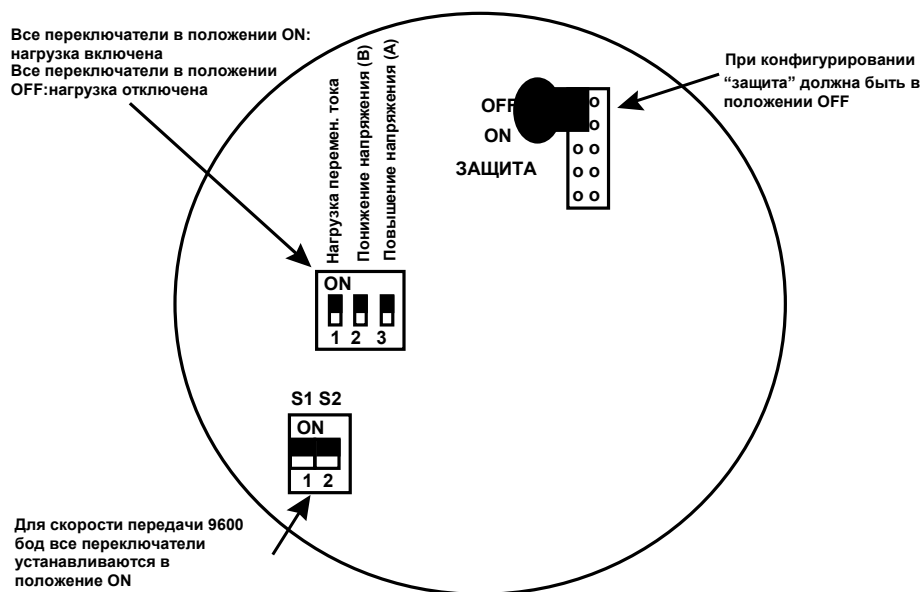 Все переключатели в положении ON:
нагрузка включена
Все переключатели в положении
OFF:нагрузка отключена
Нагрузка перемен. тока
Понижение напряжения (B)
Повышение напряжения (A)
OFF
ON
ЗАЩИТА
o
o
o o
o o
o o
При конфигурировании
“защита” должна быть в
положении OFF
ON
1 2 3
S1 S2
ON
1 2
Для скорости передачи 9600
бод все переключатели
устанавливаются в
положение ON